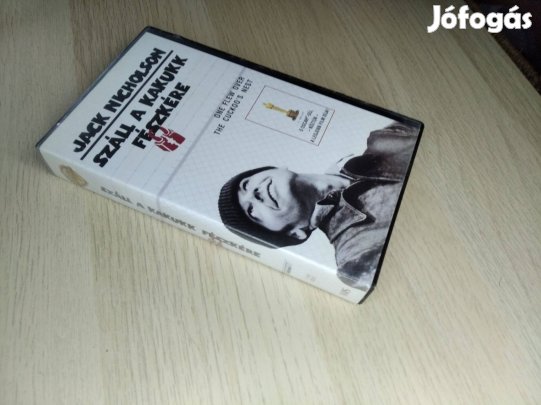 Jófogás
JACK NICHOLSON
SZÁLL A KAKUKK
FÉSZKÉRE
ONE FLEW OVER
THE CUCKOO'S NEST
SZÁLL A KAKUKK FÉSZKÉRE